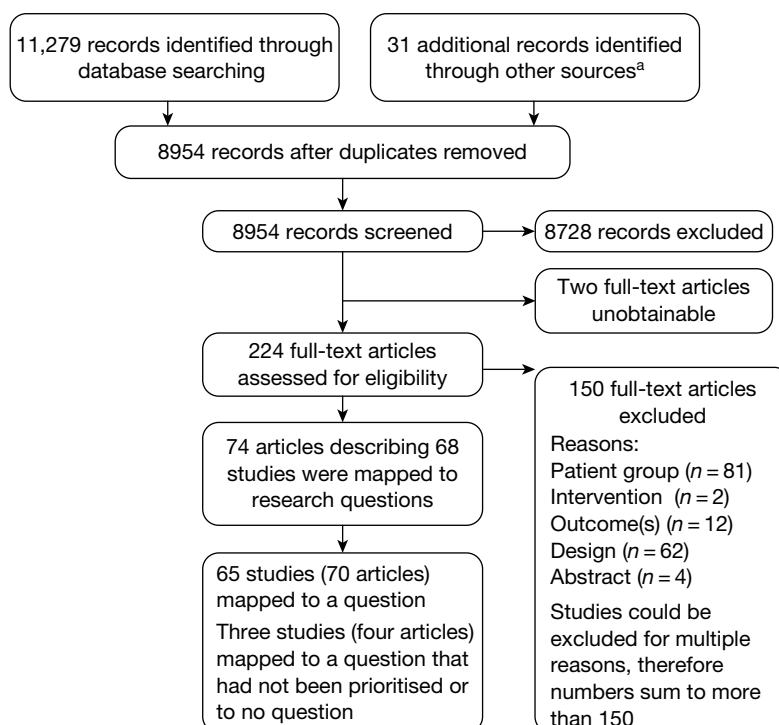 11,279 records identified through
database searching
31 additional records identified
through other sourcesa
8954 records after duplicates removed
8954 records screened
8728 records excluded
Two full-text articles
unobtainable
224 full-text articles
assessed for eligibility
150 full-text articles
excluded
Reasons:
Patient group (n = 81)
Intervention (n = 2)
Outcome(s) (n = 12)
Design (n = 62)
Abstract (n = 4)
Studies could be
excluded for multiple
reasons, therefore
numbers sum to more
than 150
74 articles describing 68
studies were mapped to
research questions
65 studies (70 articles)
mapped to a question
Three studies (four articles)
mapped to a question that
had not been prioritised or
to no question